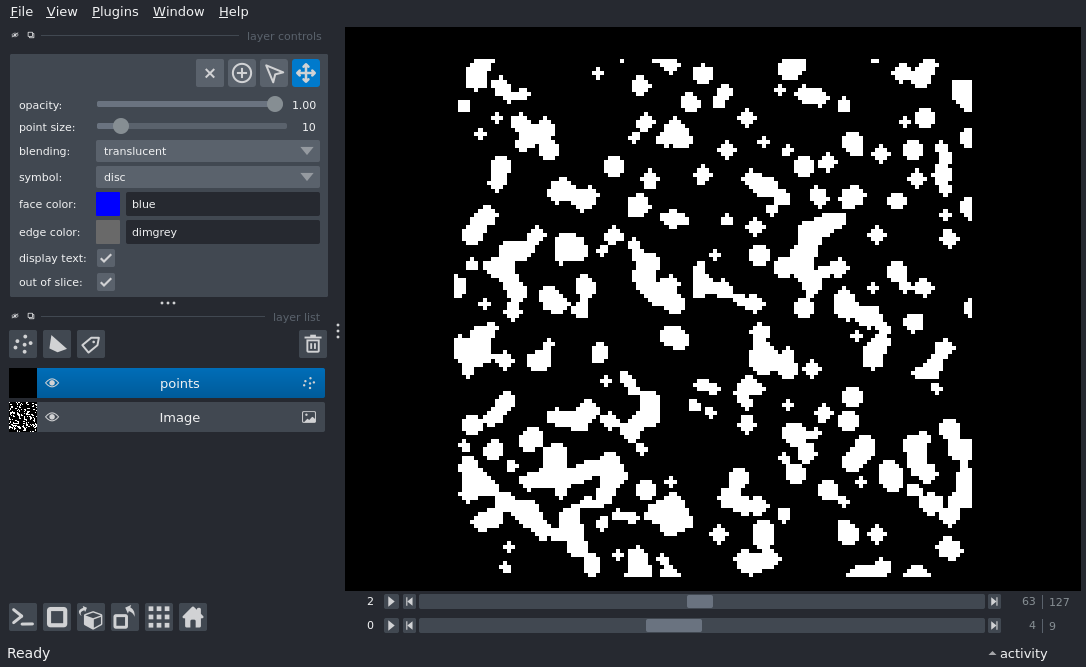 File View Plugins Window Help
layer controls
opacity: 1.00
point size: 10
blending: translucent
symbol: disc
face color: blue
edge color: dimgrey
display text:
out of slice:
layer list
points
Image
2 63 | 127
0 4 | 9
Ready activity